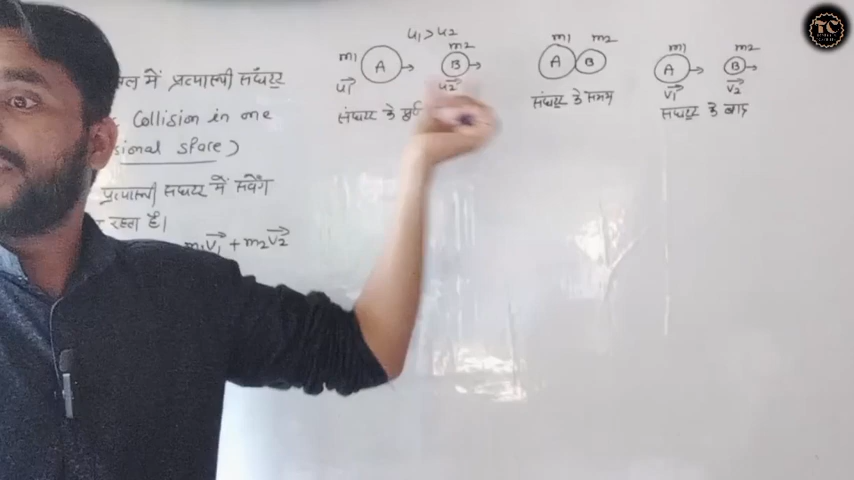 में प्रत्यास्थी संघट्ट
Collision in one
sional space)
प्रत्यास्थी संघट्ट में संवेग
रहता है।
m1v1 + m2v2
u1 > u2
m1 A u1
m2 B u2
संघट्ट के
m1 m2
A B
संघट्ट के समय
m1 A v1
m2 B v2
संघट्ट के बाद
TC